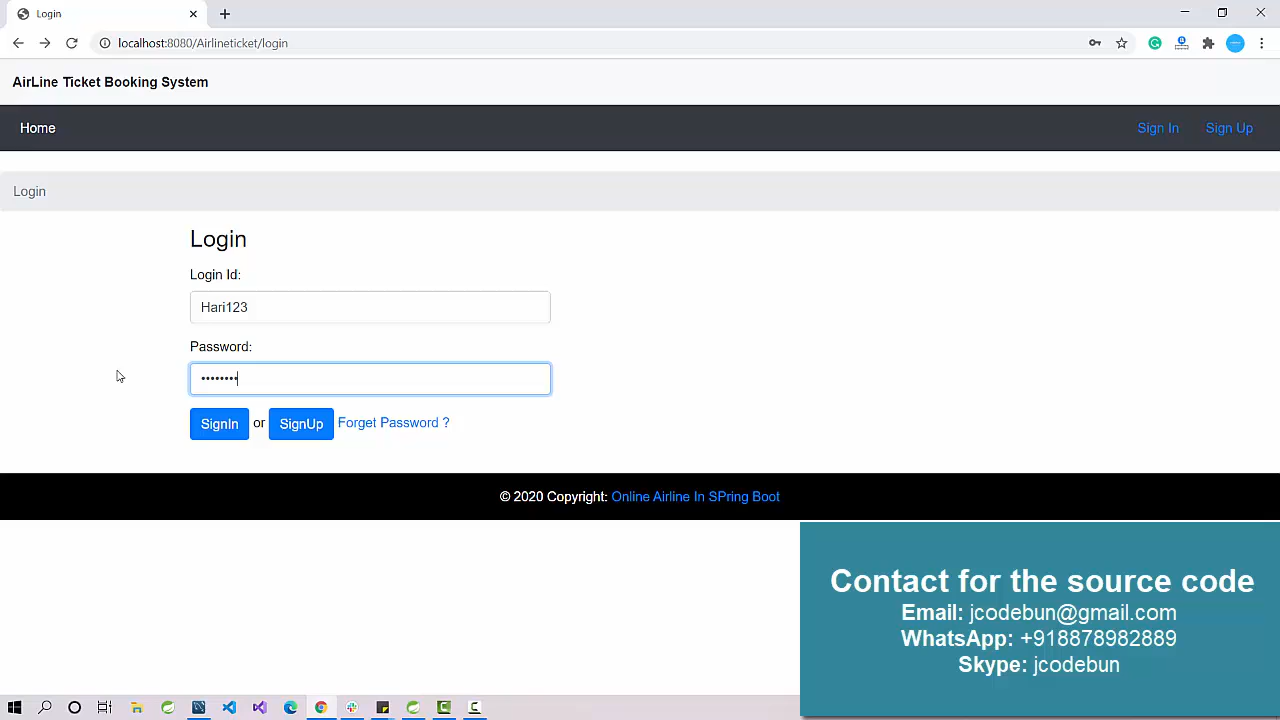 Login
localhost:8080/Airlineticket/login
AirLine Ticket Booking System
Home Sign In Sign Up
Login
Login
Login Id:
Hari123
Password:
••••••••
SignIn or SignUp Forget Password ?
© 2020 Copyright: Online Airline In SPring Boot
Contact for the source code
Email: jcodebun@gmail.com
WhatsApp: +918878982889
Skype: jcodebun